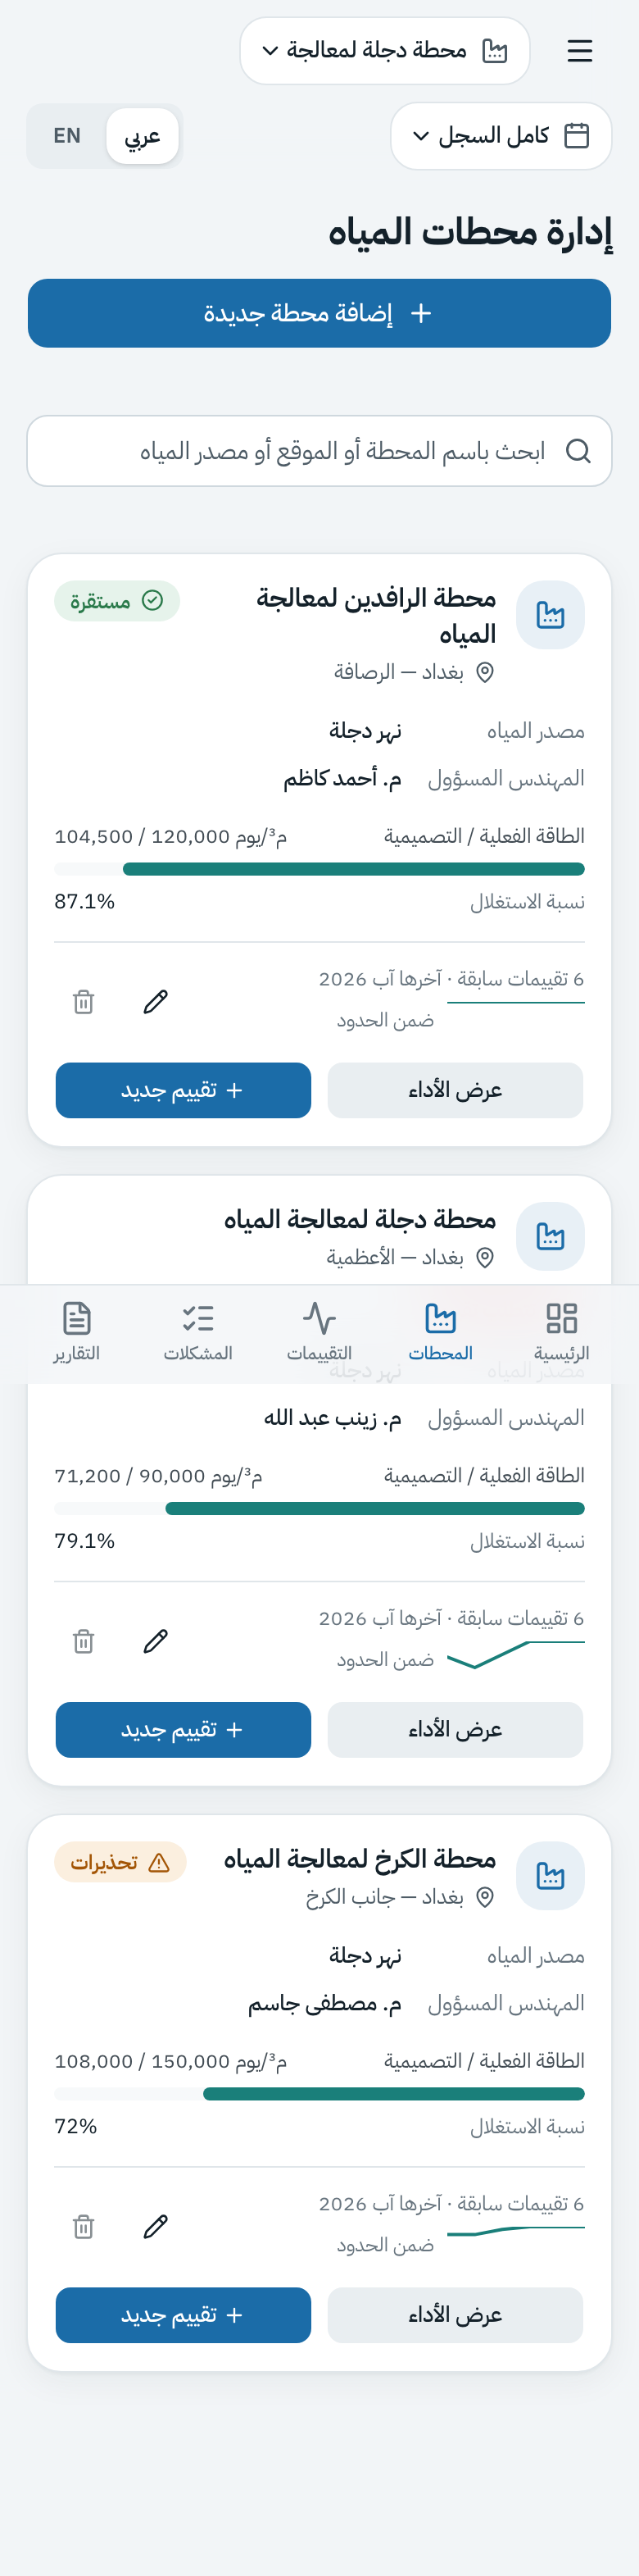 محطة دجلة لمعالجة
كامل السجل
عربي
EN
إدارة محطات المياه
إضافة محطة جديدة
ابحث باسم المحطة أو الموقع أو مصدر المياه
محطة الرافدين لمعالجة
المياه
مستقرة
بغداد — الرصافة
مصدر المياه نهر دجلة
المهندس المسؤول م. أحمد كاظم
الطاقة الفعلية / التصميمية 104,500 / 120,000 م³/يوم
نسبة الاستغلال 87.1%
6 تقييمات سابقة · آخرها آب 2026
ضمن الحدود
عرض الأداء
تقييم جديد
محطة دجلة لمعالجة المياه
بغداد — الأعظمية
الرئيسية
المحطات
التقييمات
المشكلات
التقارير
مصدر المياه نهر دجلة
المهندس المسؤول م. زينب عبد الله
الطاقة الفعلية / التصميمية 71,200 / 90,000 م³/يوم
نسبة الاستغلال 79.1%
6 تقييمات سابقة · آخرها آب 2026
ضمن الحدود
عرض الأداء
تقييم جديد
محطة الكرخ لمعالجة المياه
تحذيرات
بغداد — جانب الكرخ
مصدر المياه نهر دجلة
المهندس المسؤول م. مصطفى جاسم
الطاقة الفعلية / التصميمية 108,000 / 150,000 م³/يوم
نسبة الاستغلال 72%
6 تقييمات سابقة · آخرها آب 2026
ضمن الحدود
عرض الأداء
تقييم جديد